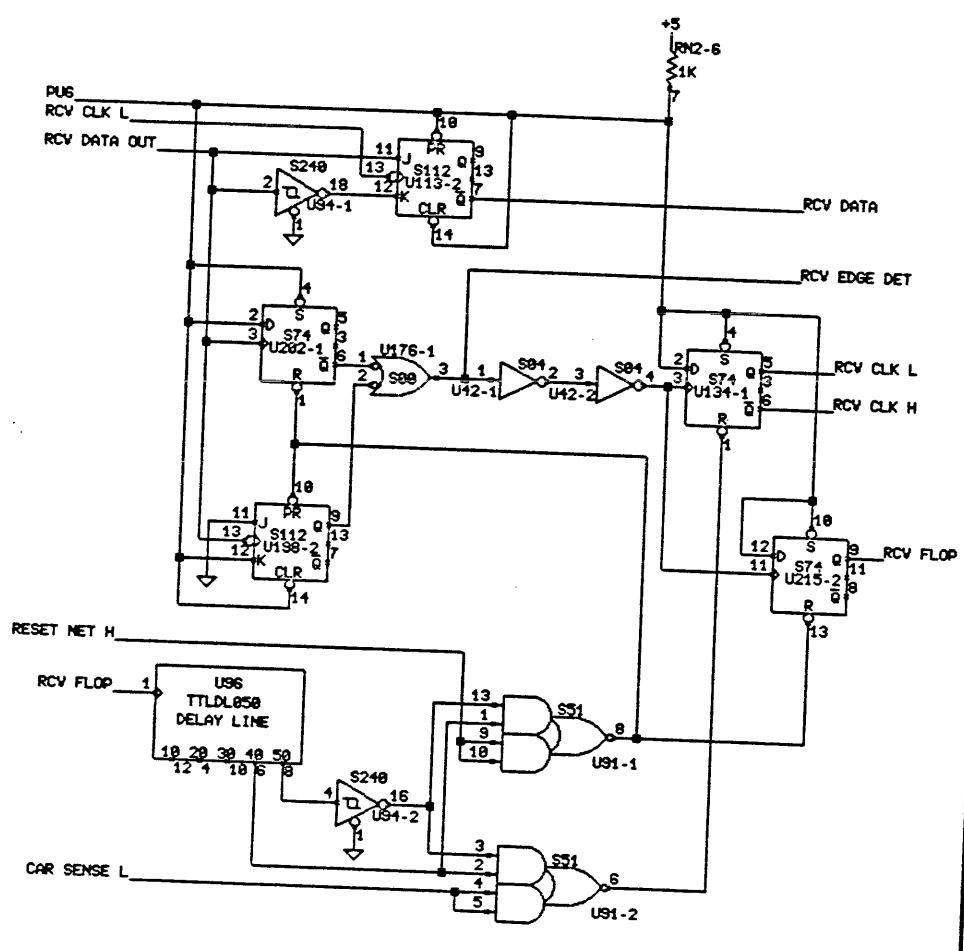 +5
RN2-6
1K
7
PU6
RCV CLK L
RCV DATA OUT
10
PR
11 J
Q 9
S240
S112
13
13
2
18
12 K
U113-2
7
Q
U94-1
1
CLR
14
RCV DATA
RCV EDGE DET
4
S
2 D
Q 5
S74
3
3
U202-1
Q 6
R
1
U176-1
1
2
S00
3
1
S04
2
U42-1
3
S04
4
U42-2
4
S
2 D
Q 5
S74
3
3
U134-1
Q 6
R
1
RCV CLK L
RCV CLK H
10
PR
11 J
Q 9
S112
13
13
U198-2
7
12 K
Q
CLR
14
10
S
12 D
Q 9
S74
11
11
U215-2
Q 8
R
13
RCV FLOP
RESET NET H
RCV FLOP
1
U96
TTLDL050
DELAY LINE
10 20 30 40 50
12 4 10 6 8
13
1
9
10
S51
8
U91-1
S240
4
16
U94-2
1
3
2
4
5
S51
6
U91-2
CAR SENSE L